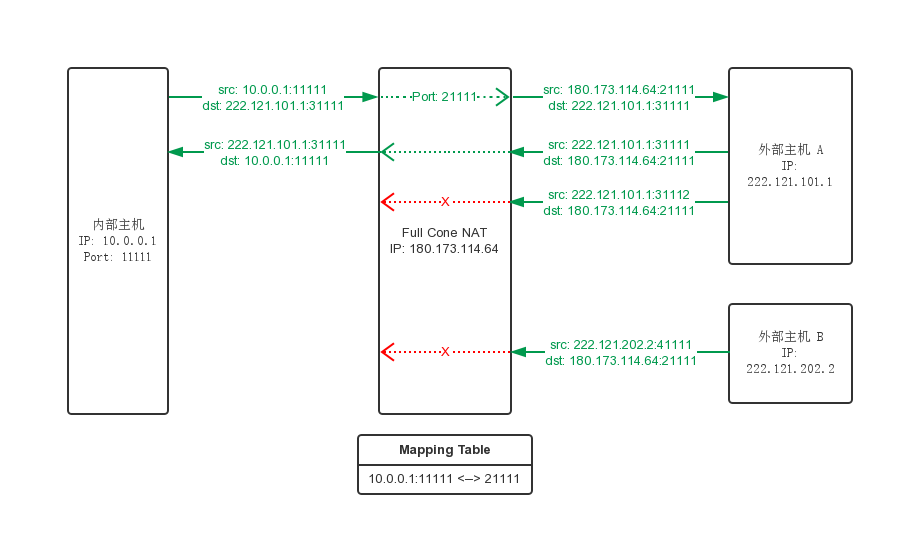 src: 10.0.0.1:11111
dst: 222.121.101.1:31111
Port: 21111
src: 180.173.114.64:21111
dst: 222.121.101.1:31111
src: 222.121.101.1:31111
dst: 10.0.0.1:11111
src: 222.121.101.1:31111
dst: 180.173.114.64:21111
X
src: 222.121.101.1:31112
dst: 180.173.114.64:21111
外部主机 A
IP:
222.121.101.1
内部主机
IP: 10.0.0.1
Port: 11111
Full Cone NAT
IP: 180.173.114.64
X
src: 222.121.202.2:41111
dst: 180.173.114.64:21111
外部主机 B
IP:
222.121.202.2
Mapping Table
10.0.0.1:11111 <--> 21111